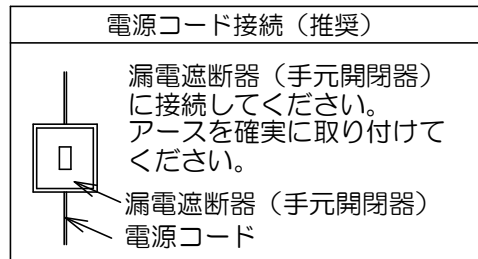 電源コード接続（推奨）
漏電遮断器（手元開閉器）
に接続してください。
アースを確実に取り付けて
ください。
漏電遮断器（手元開閉器）
電源コード